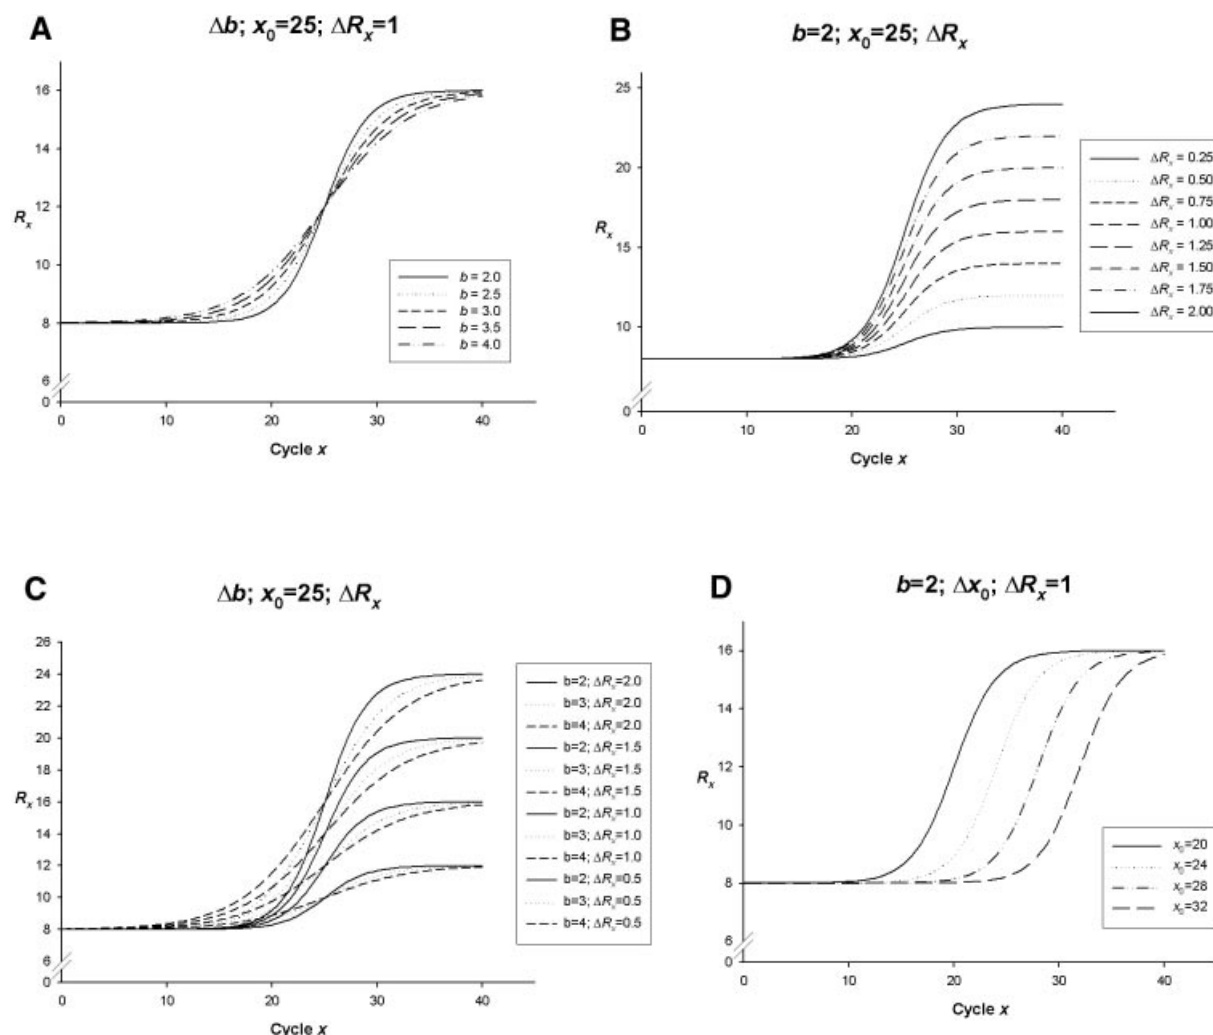 A
Δb; x₀=25; ΔRₓ=1
16
14
12
Rₓ
10
8
6
0
0 10 20 30 40
Cycle x
b = 2.0
b = 2.5
b = 3.0
b = 3.5
b = 4.0
B
b=2; x₀=25; ΔRₓ
25
20
Rₓ
15
10
0
0 10 20 30 40
Cycle x
ΔRₓ = 0.25
ΔRₓ = 0.50
ΔRₓ = 0.75
ΔRₓ = 1.00
ΔRₓ = 1.25
ΔRₓ = 1.50
ΔRₓ = 1.75
ΔRₓ = 2.00
C
Δb; x₀=25; ΔRₓ
26
24
22
20
18
Rₓ
16
14
12
10
8
6
0
0 10 20 30 40
Cycle x
b=2; ΔRₓ=2.0
b=3; ΔRₓ=2.0
b=4; ΔRₓ=2.0
b=2; ΔRₓ=1.5
b=3; ΔRₓ=1.5
b=4; ΔRₓ=1.5
b=2; ΔRₓ=1.0
b=3; ΔRₓ=1.0
b=4; ΔRₓ=1.0
b=2; ΔRₓ=0.5
b=3; ΔRₓ=0.5
b=4; ΔRₓ=0.5
D
b=2; Δx₀; ΔRₓ=1
16
14
12
Rₓ
10
8
6
0
0 10 20 30 40
Cycle x
x₀=20
x₀=24
x₀=28
x₀=32